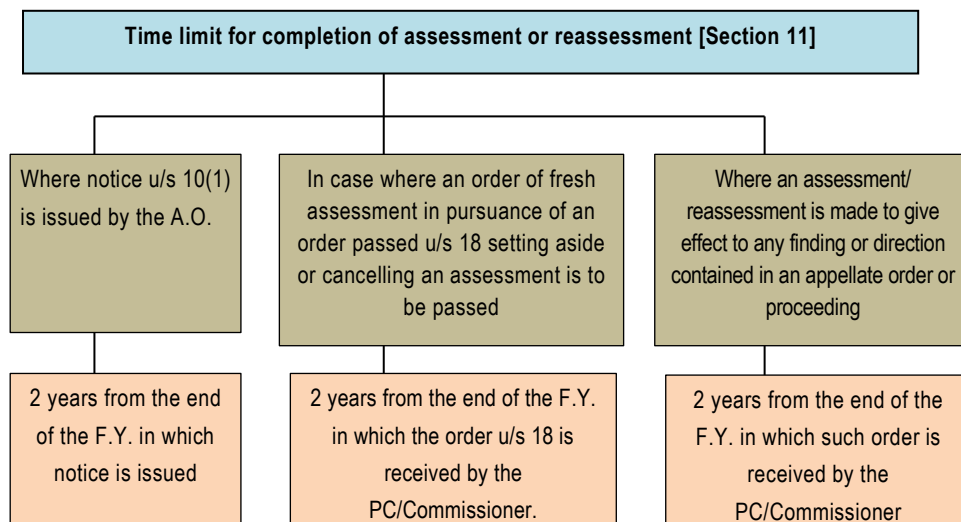 Time limit for completion of assessment or reassessment [Section 11]
Where notice u/s 10(1)
is issued by the A.O.
In case where an order of fresh
assessment in pursuance of an
order passed u/s 18 setting aside
or cancelling an assessment is to
be passed
Where an assessment/
reassessment is made to give
effect to any finding or direction
contained in an appellate order or
proceeding
2 years from the end
of the F.Y. in which
notice is issued
2 years from the end of the F.Y.
in which the order u/s 18 is
received by the
PC/Commissioner.
2 years from the end of the
F.Y. in which such order is
received by the
PC/Commissioner